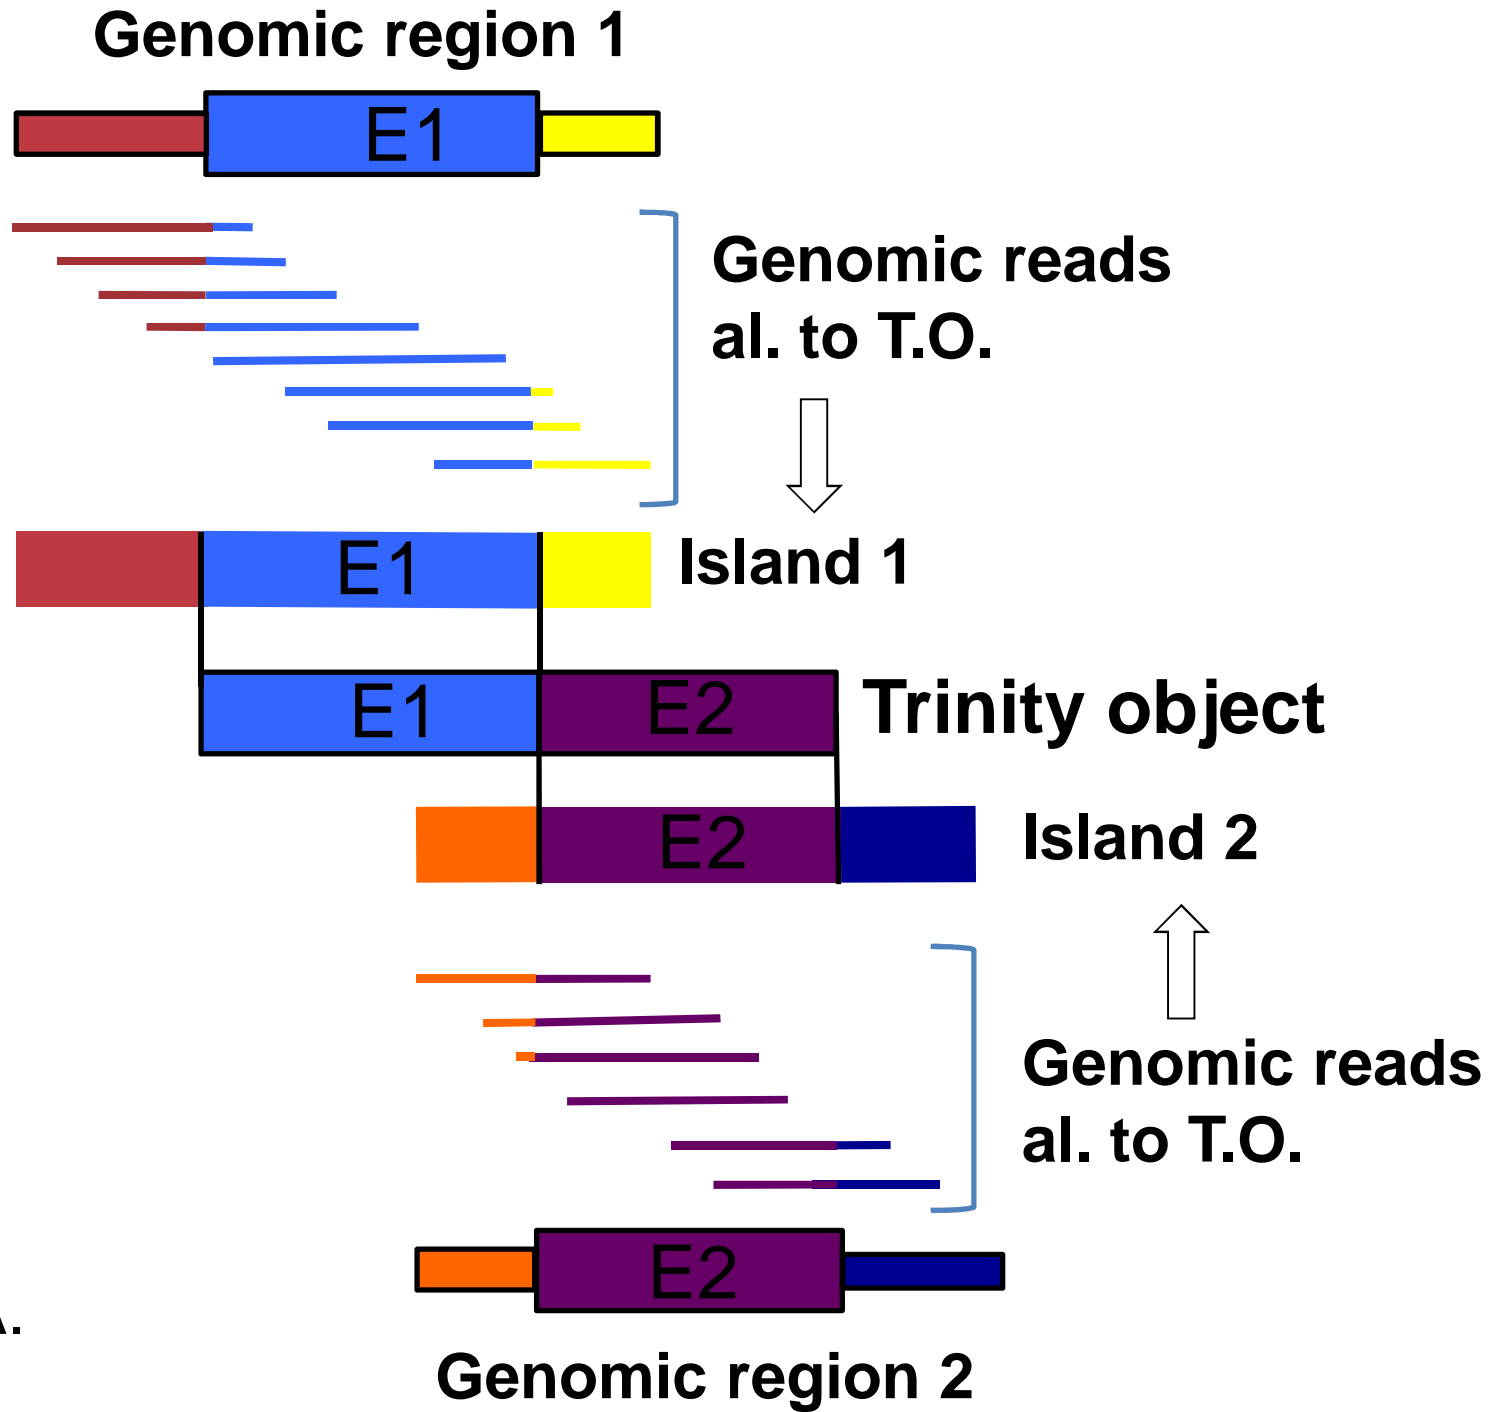 Genomic region 1
E1
Genomic reads
al. to T.O.
E1
Island 1
E1
E2
Trinity object
E2
Island 2
Genomic reads
al. to T.O.
E2
Genomic region 2